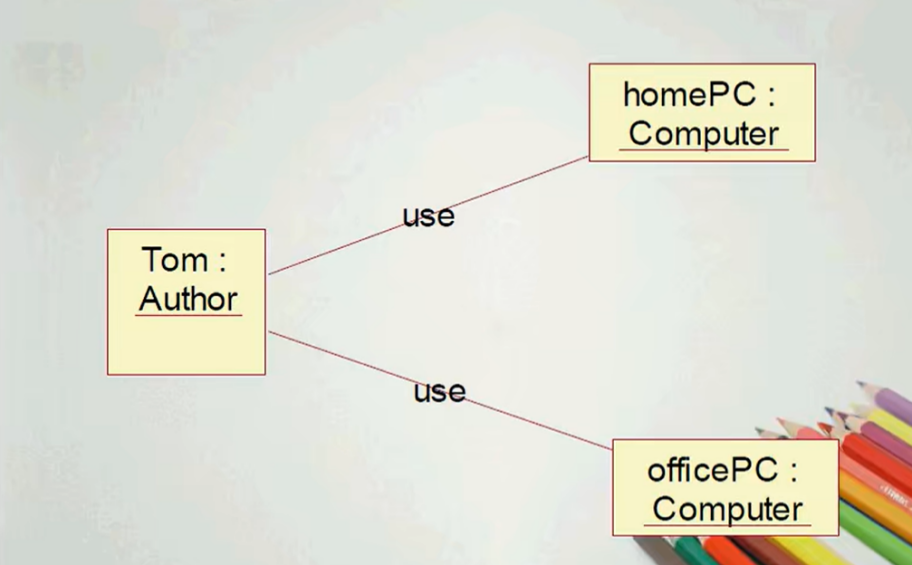 homePC :
Computer
use
Tom :
Author
use
officePC :
Computer